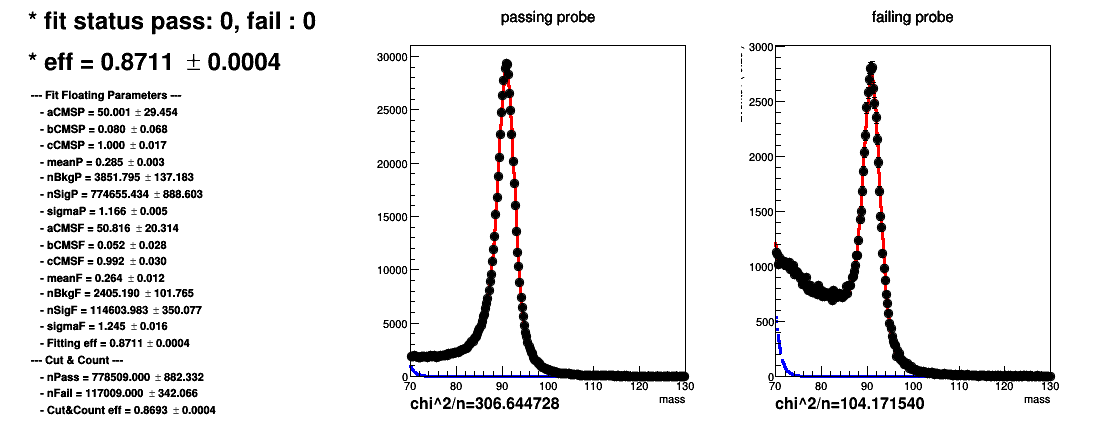 * fit status pass: 0, fail : 0
* eff = 0.8711 ± 0.0004
--- Fit Floating Parameters ---
- aCMSP = 50.001 ± 29.454
- bCMSP = 0.080 ± 0.068
- cCMSP = 1.000 ± 0.017
- meanP = 0.285 ± 0.003
- nBkgP = 3851.795 ± 137.183
- nSigP = 774655.434 ± 888.603
- sigmaP = 1.166 ± 0.005
- aCMSF = 50.816 ± 20.314
- bCMSF = 0.052 ± 0.028
- cCMSF = 0.992 ± 0.030
- meanF = 0.264 ± 0.012
- nBkgF = 2405.190 ± 101.765
- nSigF = 114603.983 ± 350.077
- sigmaF = 1.245 ± 0.016
- Fitting eff = 0.8711 ± 0.0004
--- Cut & Count ---
- nPass = 778509.000 ± 882.332
- nFail = 117009.000 ± 342.066
- Cut&Count eff = 0.8693 ± 0.0004
passing probe
30000
25000
20000
15000
10000
5000
0
70 80 90 100 110 120 130
mass
chi^2/n=306.644728
failing probe
3000
2500
2000
1500
1000
500
0
70 80 90 100 110 120 130
mass
chi^2/n=104.171540